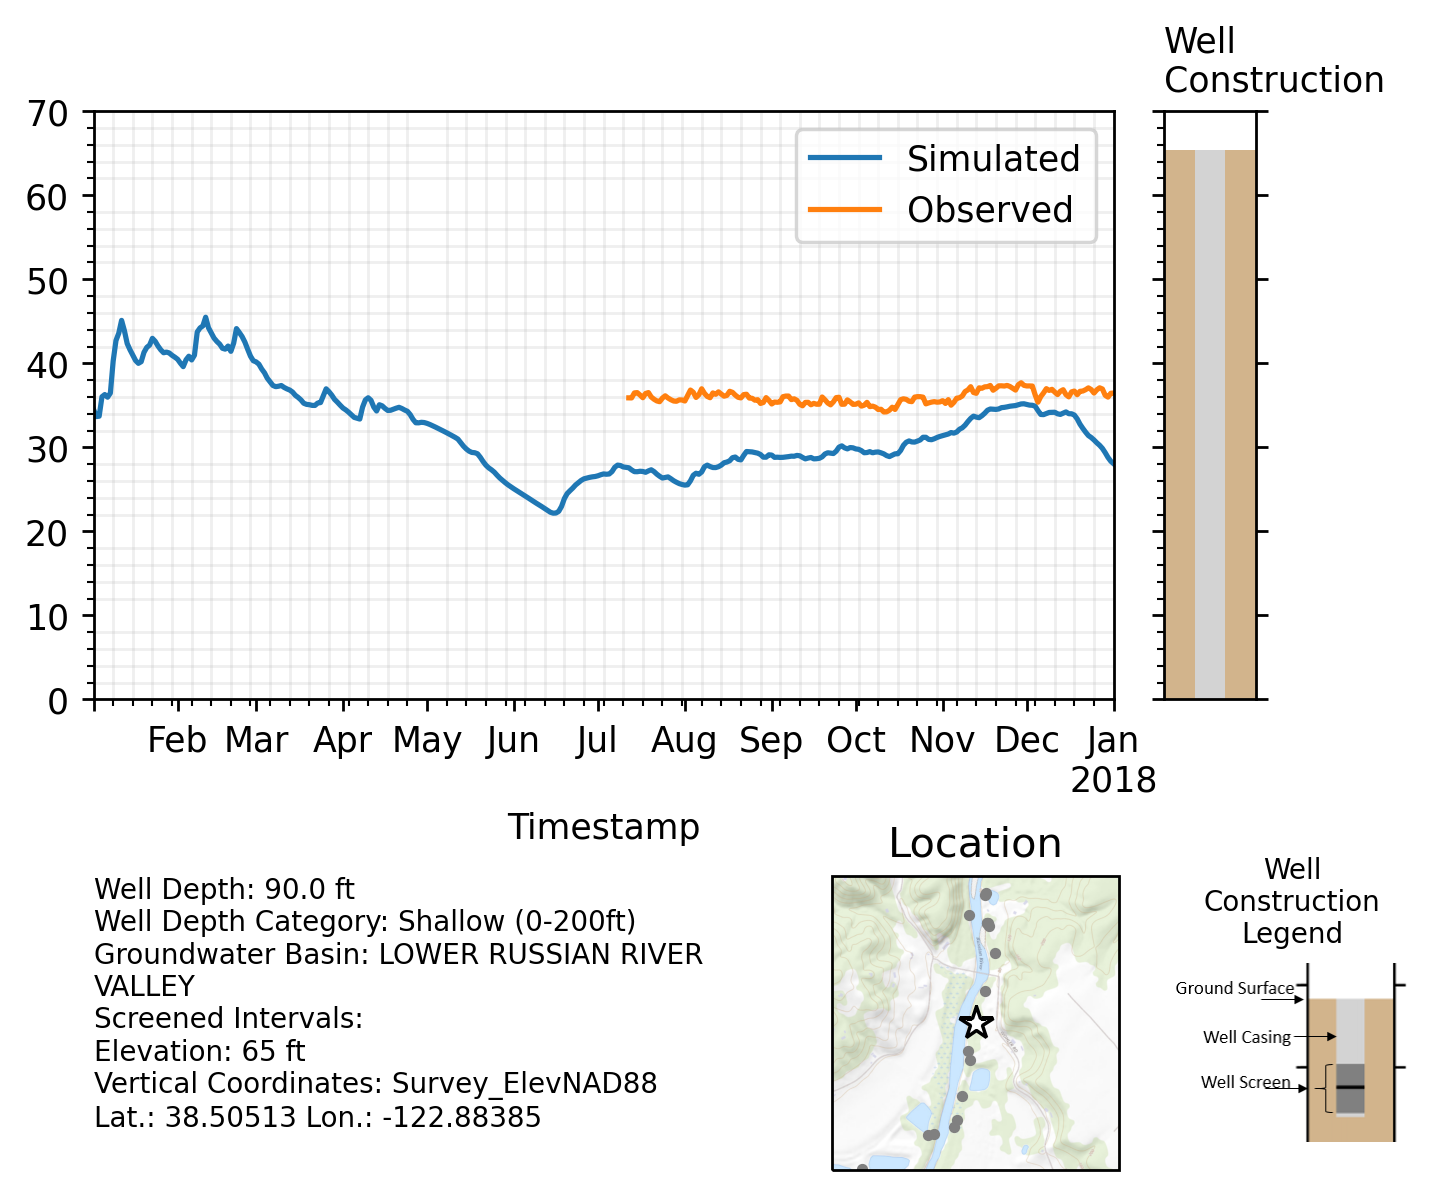 Well
Construction
70
60
50
40
30
20
10
0
Simulated
Observed
Feb Mar Apr May Jun Jul Aug Sep Oct Nov Dec Jan
2018
Timestamp
Well Depth: 90.0 ft
Well Depth Category: Shallow (0-200ft)
Groundwater Basin: LOWER RUSSIAN RIVER
VALLEY
Screened Intervals:
Elevation: 65 ft
Vertical Coordinates: Survey_ElevNAD88
Lat.: 38.50513 Lon.: -122.88385
Location
Well
Construction
Legend
Ground Surface
Well Casing
Well Screen